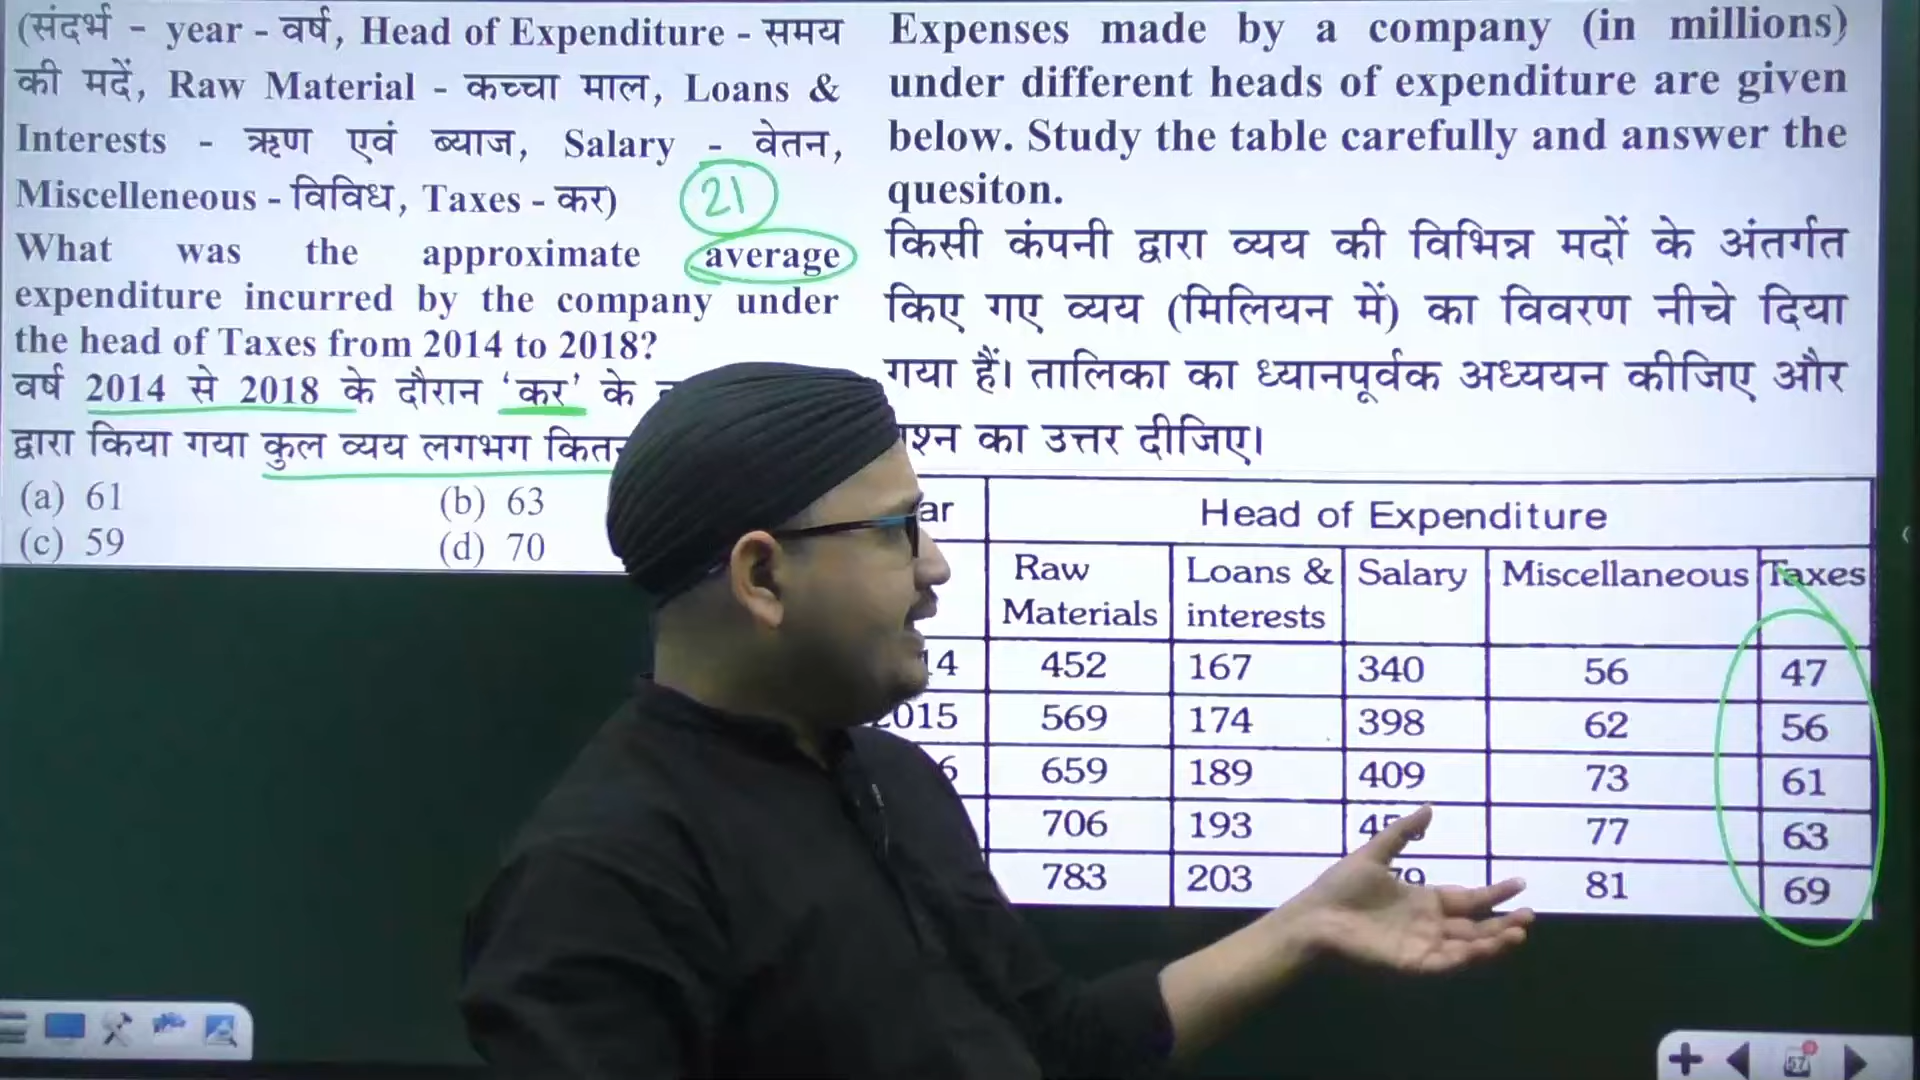 (संदर्भ - year - वर्ष, Head of Expenditure - समय
की मदें, Raw Material - कच्चा माल, Loans &
Interests - ऋण एवं ब्याज, Salary - वेतन,
Miscelleneous - विविध, Taxes - कर)
21
What was the approximate average
expenditure incurred by the company under
the head of Taxes from 2014 to 2018?
वर्ष 2014 से 2018 के दौरान ‘कर’ के
द्वारा किया गया कुल व्यय लगभग
(a) 61 (b) 63
(c) 59 (d) 70
Expenses made by a company (in millions)
under different heads of expenditure are given
below. Study the table carefully and answer the
quesiton.
किसी कंपनी द्वारा व्यय की विभिन्न मदों के अंतर्गत
किए गए व्यय (मिलियन में) का विवरण नीचे दिया
गया हैं। तालिका का ध्यानपूर्वक अध्ययन कीजिए और
का उत्तर दीजिए।
Head of Expenditure
Raw Materials Loans & interests Salary Miscellaneous Taxes
452 167 340 56 47
2015 569 174 398 62 56
659 189 409 73 61
706 193 77 63
783 203 81 69
57